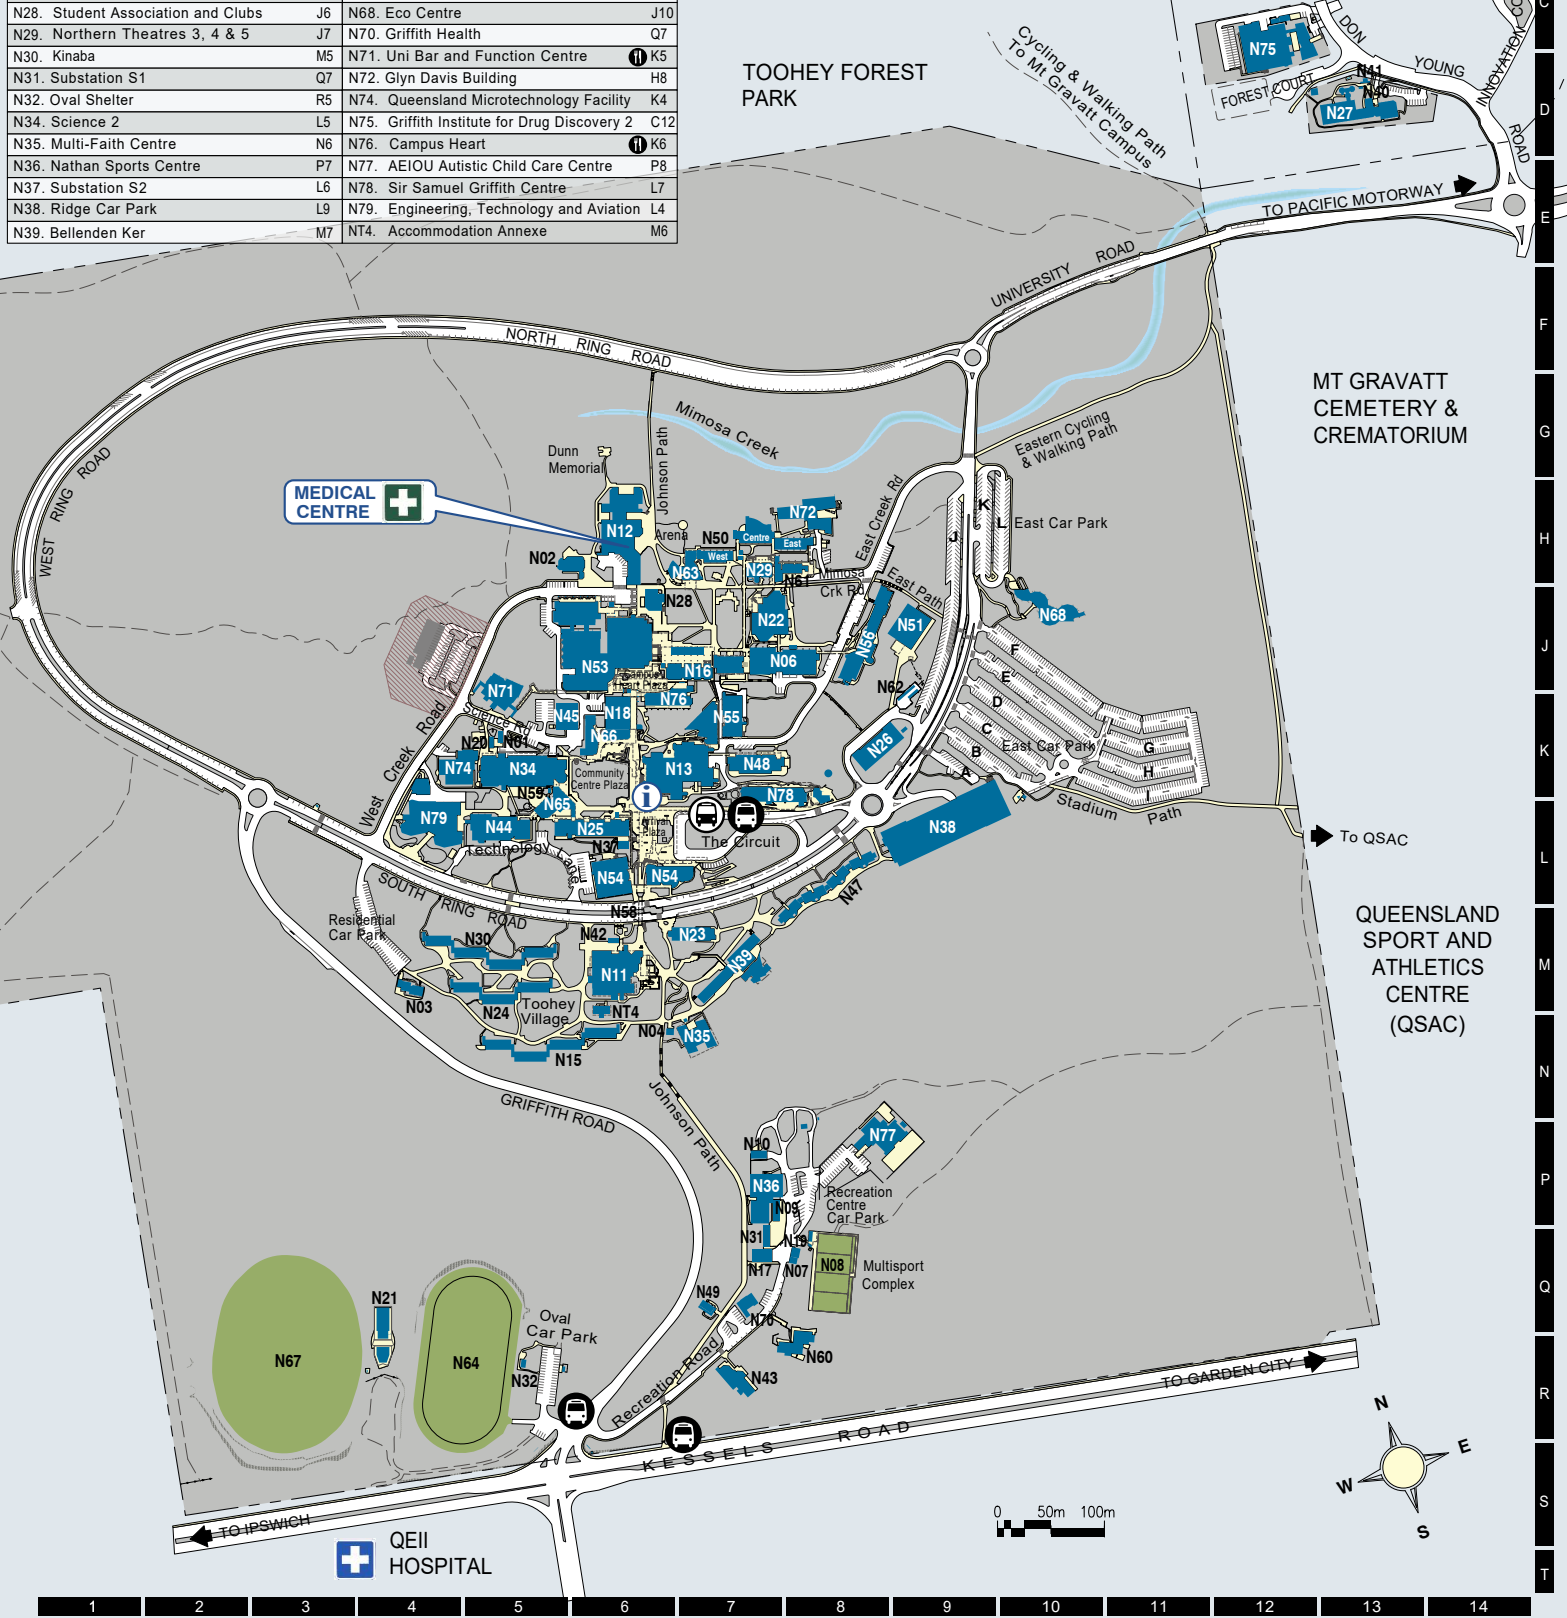 N28. Student Association and Clubs J6
N29. Northern Theatres 3, 4 & 5 J7
N30. Kinaba M5
N31. Substation S1 Q7
N32. Oval Shelter R5
N34. Science 2 L5
N35. Multi-Faith Centre N6
N36. Nathan Sports Centre P7
N37. Substation S2 L6
N38. Ridge Car Park L9
N39. Bellenden Ker M7
N68. Eco Centre J10
N70. Griffith Health Q7
N71. Uni Bar and Function Centre K5
N72. Glyn Davis Building H8
N74. Queensland Microtechnology Facility K4
N75. Griffith Institute for Drug Discovery 2 C12
N76. Campus Heart K6
N77. AEIOU Autistic Child Care Centre P8
N78. Sir Samuel Griffith Centre L7
N79. Engineering, Technology and Aviation L4
NT4. Accommodation Annexe M6
TOOHEY FOREST
PARK
Cycling & Walking Path
To Mt Gravatt Campus
N75
DON
YOUNG
ROAD
INNOVATION
CO
FOREST COURT
N41
N40
N27
TO PACIFIC MOTORWAY
UNIVERSITY ROAD
NORTH RING ROAD
WEST RING ROAD
Mimosa Creek
Johnson Path
Dunn
Memorial
MEDICAL
CENTRE
MT GRAVATT
CEMETERY &
CREMATORIUM
Eastern Cycling
& Walking Path
East Creek Rd
N12
N02
Arena
N50
Centre
N72
East
West
N63
N29
N61
Mimosa
Crk Rd
East Path
K
L
J
East Car Park
N68
N28
N22
N51
N56
N53
N16
N06
N62
Campus
Heart Plaza
N76
N71
Science Rd
N45
N18
N66
N55
N20
N61
N74
N34
N59
N65
Community
Centre Plaza
N13
N48
N78
N26
F
E
D
C
B
A
East Car Park
G
H
I
Stadium Path
To QSAC
West Creek Road
N79
N44
N25
Technology Lane
N37
Arrival
Plaza
The Circuit
N38
N54
N54
N47
SOUTH RING ROAD
Residential
Car Park
N58
N30
N42
N23
N39
N11
N03
N24
Toohey
Village
NT4
N04
N35
N15
QUEENSLAND
SPORT AND
ATHLETICS
CENTRE
(QSAC)
GRIFFITH ROAD
Johnson Path
N10
N77
N36
N09
Recreation
Centre
Car Park
N31
N19
N17
N07
N08
Multisport
Complex
N49
N70
N60
N43
N21
N67
N64
Oval
Car Park
N32
Recreation Road
KESSELS ROAD
TO GARDEN CITY
TO IPSWICH
QEII
HOSPITAL
0 50m 100m
N
E
S
W
C
D
E
F
G
H
J
K
L
M
N
P
Q
R
S
T
1 2 3 4 5 6 7 8 9 10 11 12 13 14